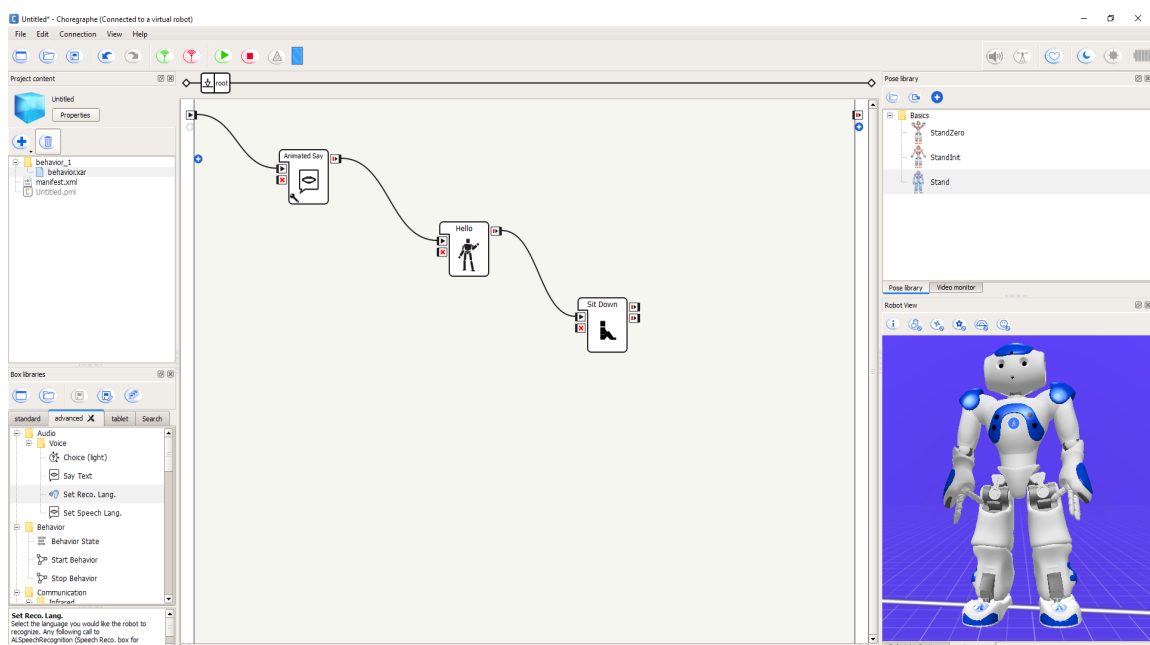 Untitled* - Choregraphe (Connected to a virtual robot)
File Edit Connection View Help
Project content
root
Pose library
Untitled
Properties
behavior_1
behavior.xar
manifest.xml
Untitled.pml
Animated Say
Hello
Sit Down
Basics
StandZero
StandInit
Stand
Pose library Video monitor
Robot View
Box libraries
standard advanced tablet Search
Audio
Voice
Choice (light)
Say Text
Set Reco. Lang.
Set Speech Lang.
Behavior
Behavior State
Start Behavior
Stop Behavior
Communication
Infrared
Set Reco. Lang.
Select the language you would like the robot to
recognize. Any following call to
ALSpeechRecognition (Speech Reco. box for